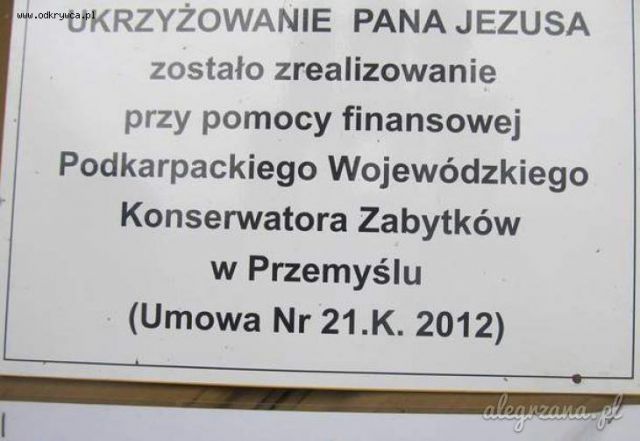 www.odkrywca.pl
UKRZYŻOWANIE PANA JEZUSA
zostało zrealizowanie
przy pomocy finansowej
Podkarpackiego Wojewódzkiego
Konserwatora Zabytków
w Przemyślu
(Umowa Nr 21.K. 2012)
alegrzana.pl